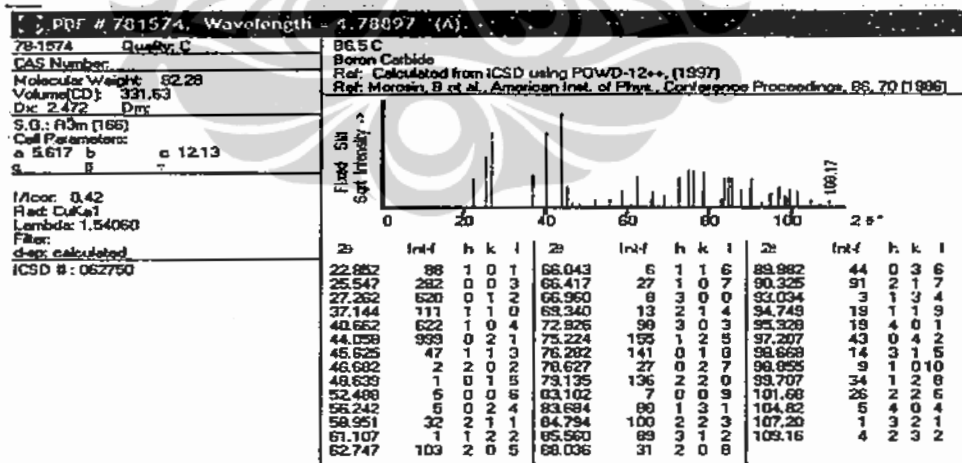 PDF # 781574, Wavelength = 1.78897 (A)
78-1574 Quality: C
CAS Number:
Molecular Weight: 82.28
Volume[CD]: 331.63
Dx: 2.472 Dm:
S.G.: R3m (166)
Cell Parameters:
a 5.617 b c 12.13
I/Icor: 0.42
Rad: CuKa1
Lambda: 1.54060
Filter:
d-sp: calculated
ICSD #: 062750
B6.5 C
Boron Carbide
Ref: Calculated from ICSD using POWD-12++, (1997)
Ref: Morosin, B et al., American Inst. of Phys., Conference Proceedings, 86, 70 (1986)
Fixed Slit
Sqrt Intensity ->
109.17
0 20 40 60 80 100 2θ°
2θ Int-f h k l 2θ Int-f h k l 2θ Int-f h k l
22.852 88 1 0 1 66.043 6 1 1 6 89.982 44 0 3 6
25.547 282 0 0 3 66.417 27 1 0 7 90.325 91 2 1 7
27.262 620 0 1 2 66.960 8 3 0 0 93.034 3 1 3 4
37.144 111 1 1 0 69.340 13 2 1 4 94.749 19 1 1 9
40.662 622 1 0 4 72.926 98 3 0 3 95.328 19 4 0 1
44.058 999 0 2 1 75.224 155 1 2 5 97.207 43 0 4 2
45.625 47 1 1 3 76.282 141 0 1 8 98.668 14 3 1 5
46.682 2 2 0 2 78.627 27 0 2 7 98.855 9 1 0 10
48.639 1 0 1 5 79.135 136 2 2 0 99.707 34 1 2 8
52.488 5 0 0 6 83.102 7 0 0 9 101.68 26 2 2 6
56.242 5 0 2 4 83.684 80 1 3 1 104.82 5 4 0 4
58.951 32 2 1 1 84.794 100 2 2 3 107.20 1 3 2 1
61.107 1 1 2 2 85.560 89 3 1 2 109.16 4 2 3 2
62.747 103 2 0 5 88.036 31 2 0 8